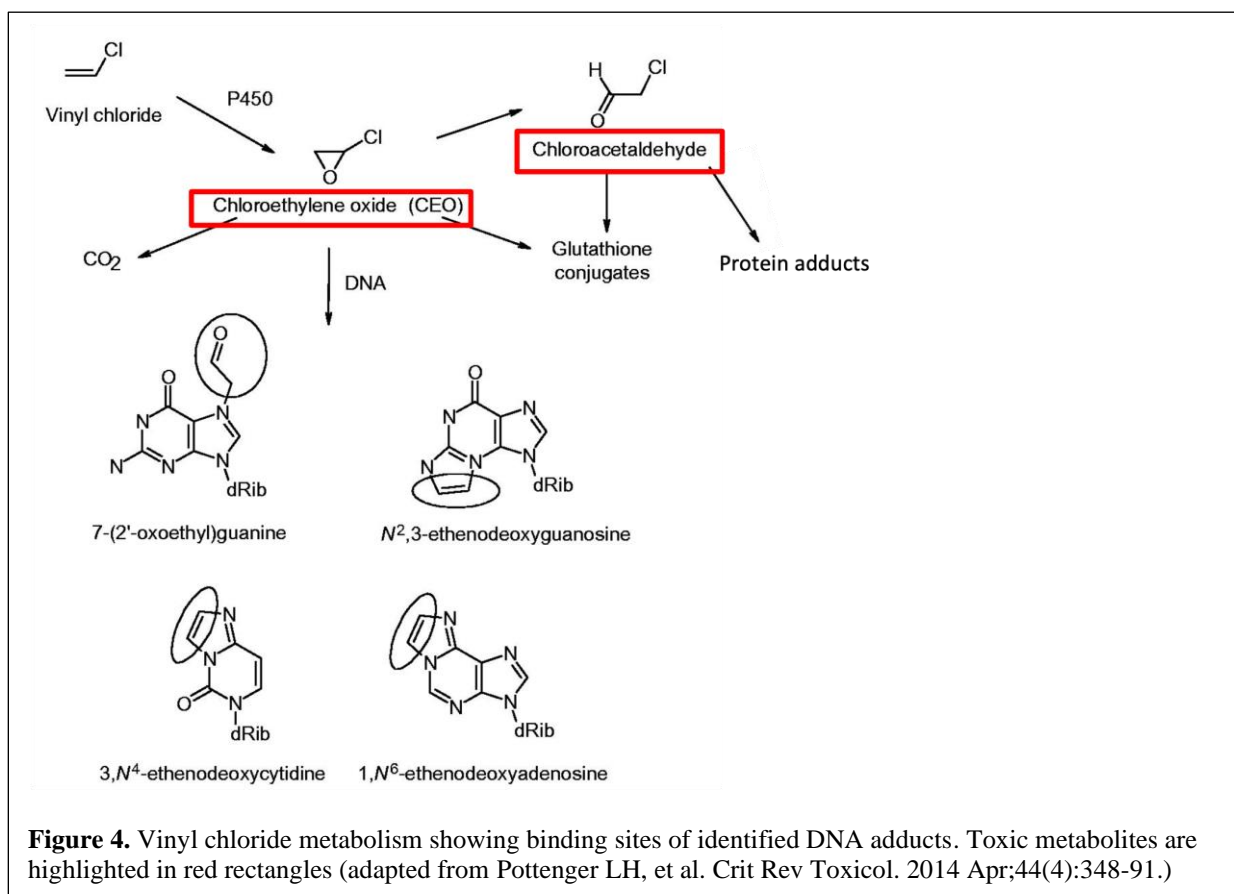 Cl
Vinyl chloride
P450
Cl
O
Chloroethylene oxide (CEO)
H
Cl
O
Chloroacetaldehyde
CO2
DNA
Glutathione
conjugates
Protein adducts
O
O
N
N
N
N
N
dRib
7-(2'-oxoethyl)guanine
O
N
N
N
N
N
dRib
N2,3-ethenodeoxyguanosine
N
N
O
N
dRib
3,N4-ethenodeoxycytidine
N
N
N
N
N
dRib
1,N6-ethenodeoxyadenosine
Figure 4. Vinyl chloride metabolism showing binding sites of identified DNA adducts. Toxic metabolites are
highlighted in red rectangles (adapted from Pottenger LH, et al. Crit Rev Toxicol. 2014 Apr;44(4):348-91.)